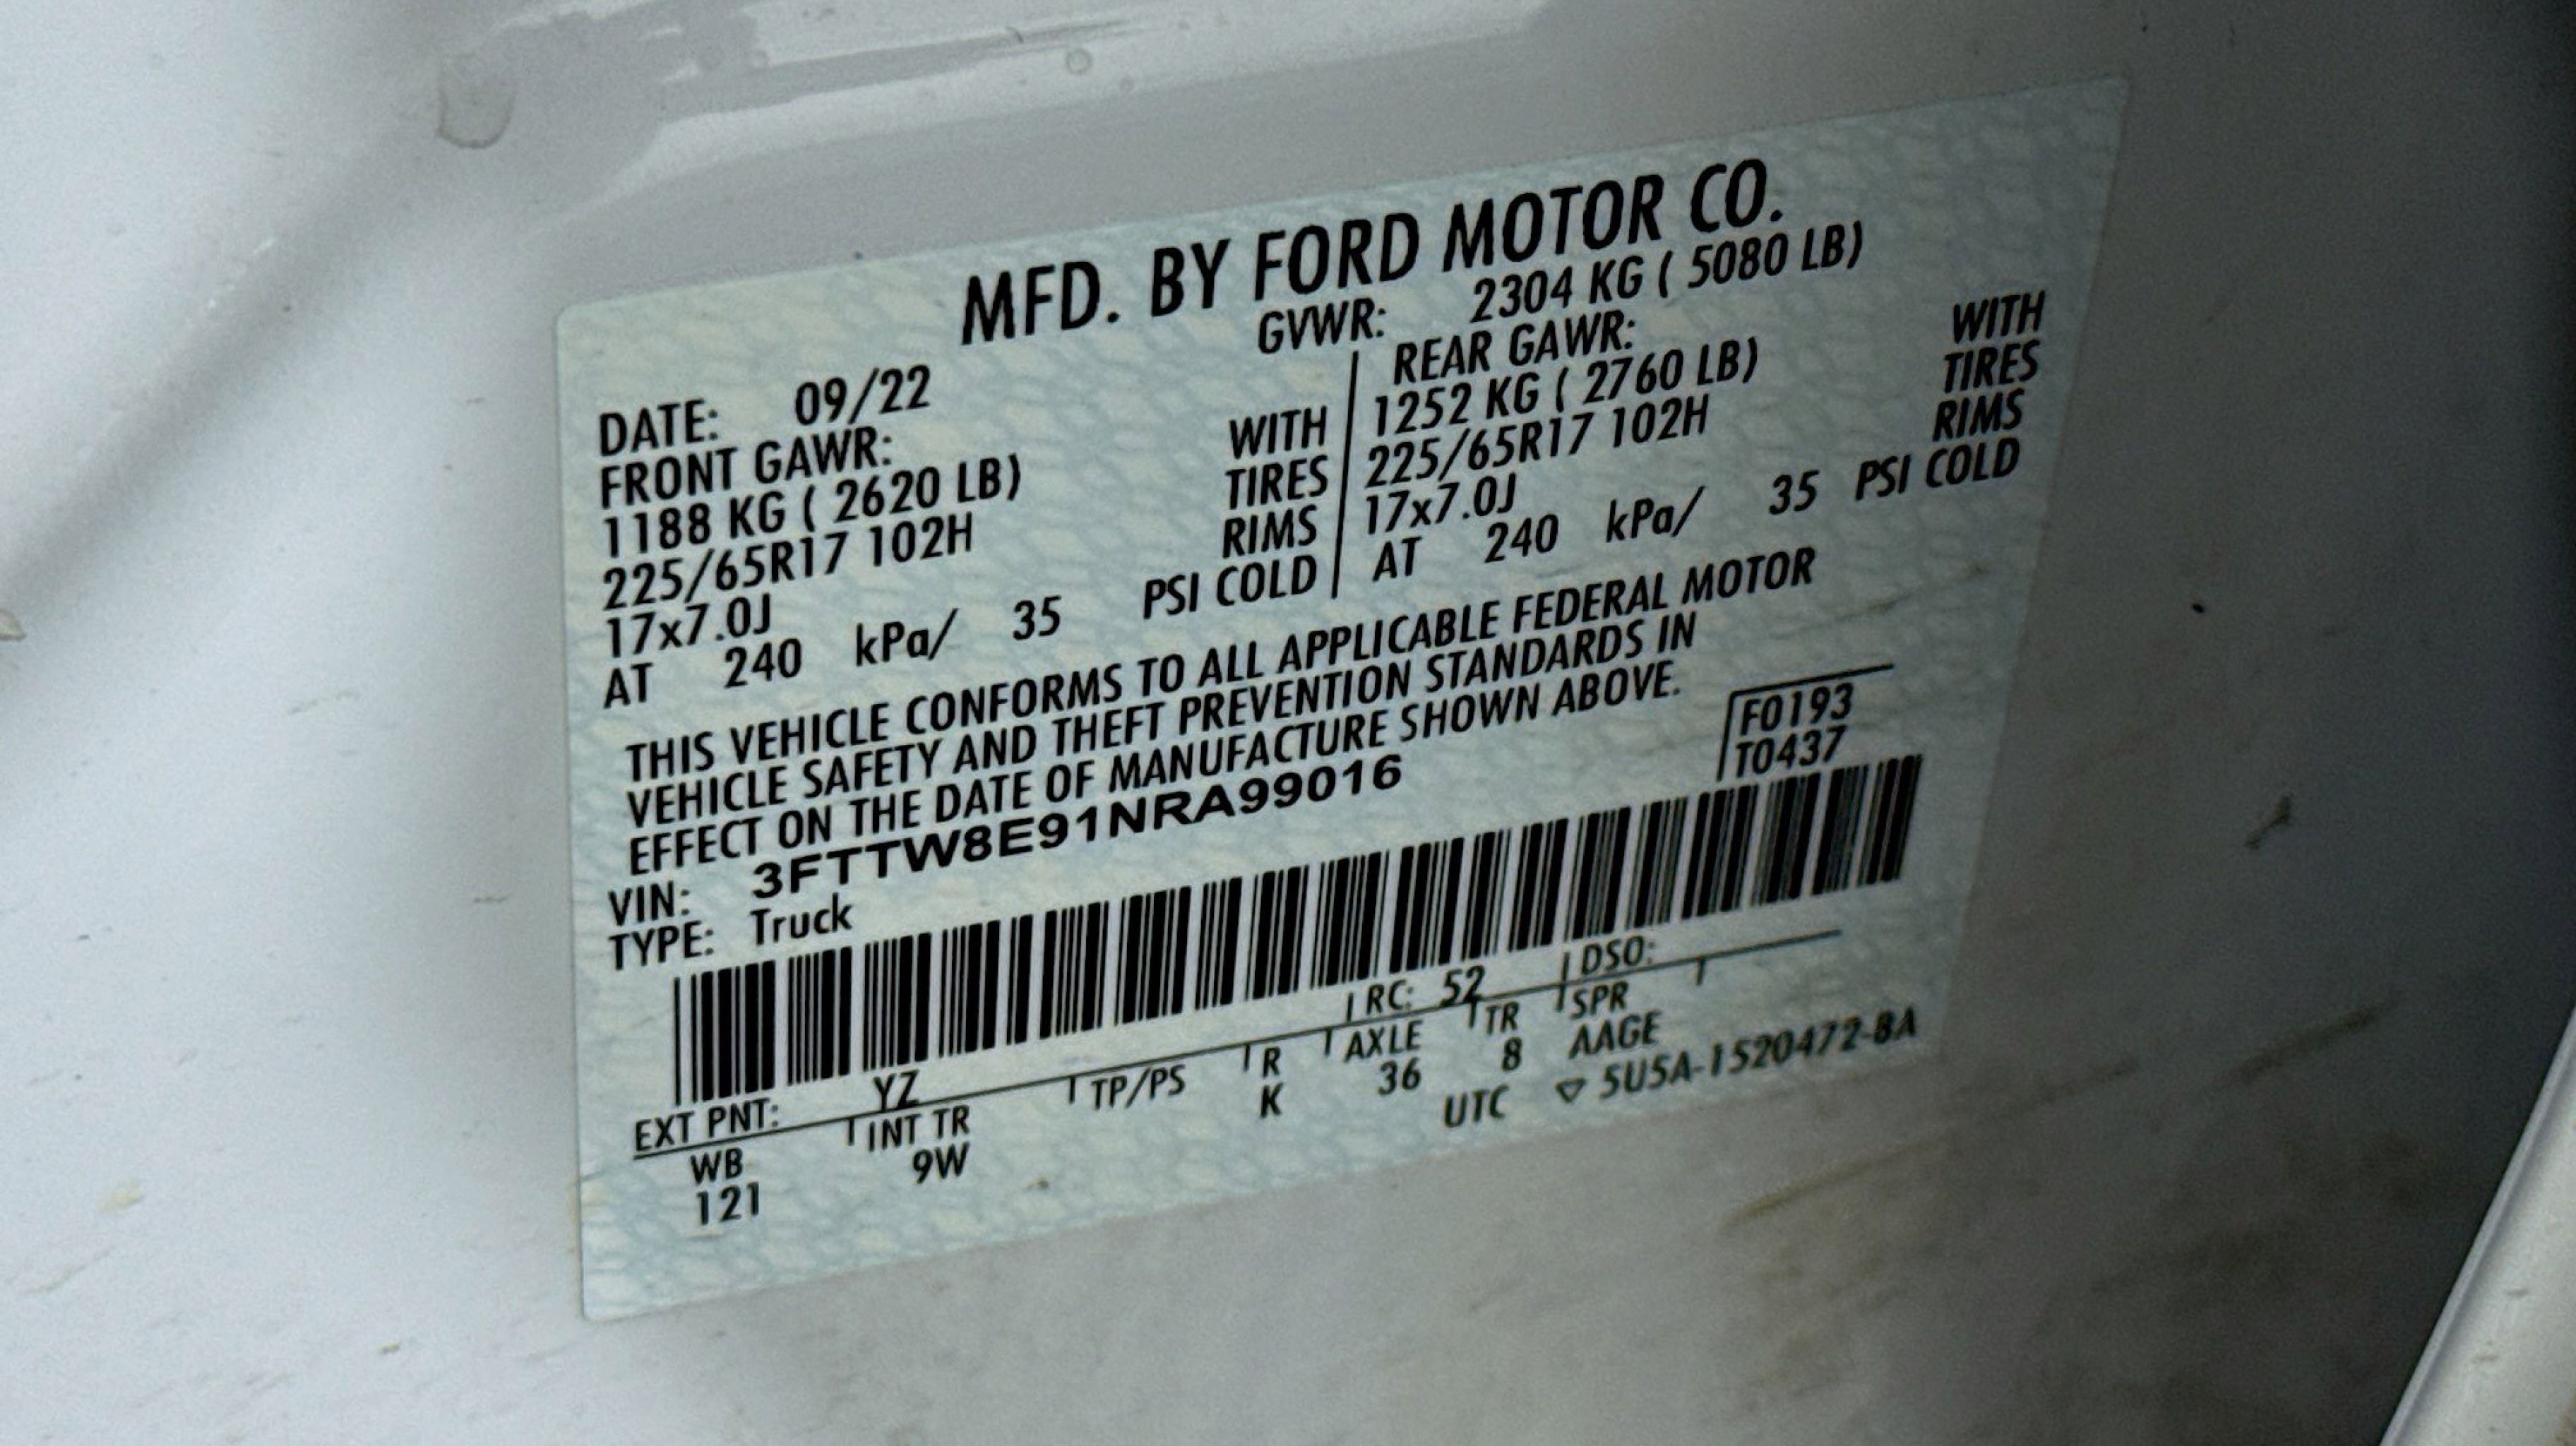 MFD. BY FORD MOTOR CO.
DATE: 09/22 GVWR: 2304 KG ( 5080 LB)
FRONT GAWR: REAR GAWR:
1188 KG ( 2620 LB) WITH 1252 KG ( 2760 LB) WITH
225/65R17 102H TIRES 225/65R17 102H TIRES
17x7.0J RIMS 17x7.0J RIMS
AT 240 kPa/ 35 PSI COLD AT 240 kPa/ 35 PSI COLD
THIS VEHICLE CONFORMS TO ALL APPLICABLE FEDERAL MOTOR
VEHICLE SAFETY AND THEFT PREVENTION STANDARDS IN
EFFECT ON THE DATE OF MANUFACTURE SHOWN ABOVE.
F0193
VIN: 3FTTW8E91NRA99016 T0437
TYPE: Truck
EXT PNT: YZ RC: 52 DSO:
WB INT TR TP/PS R AXLE TR SPR
121 9W K 36 8 AAGE
UTC ▽ 5U5A-1520472-BA